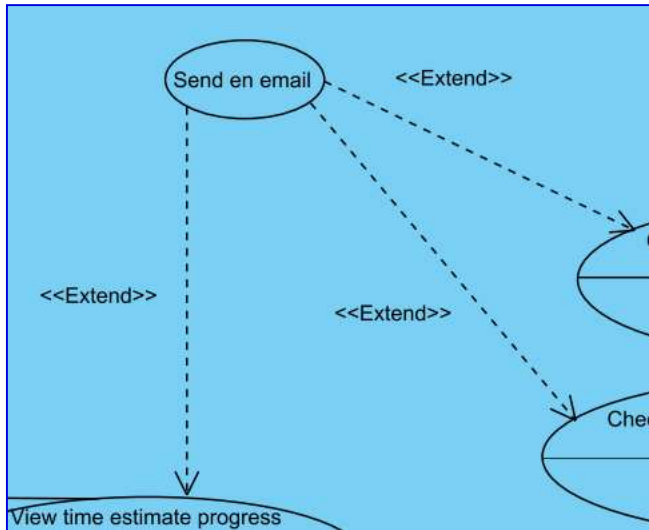 Send en email
<<Extend>>
<<Extend>>
<<Extend>>
View time estimate progress